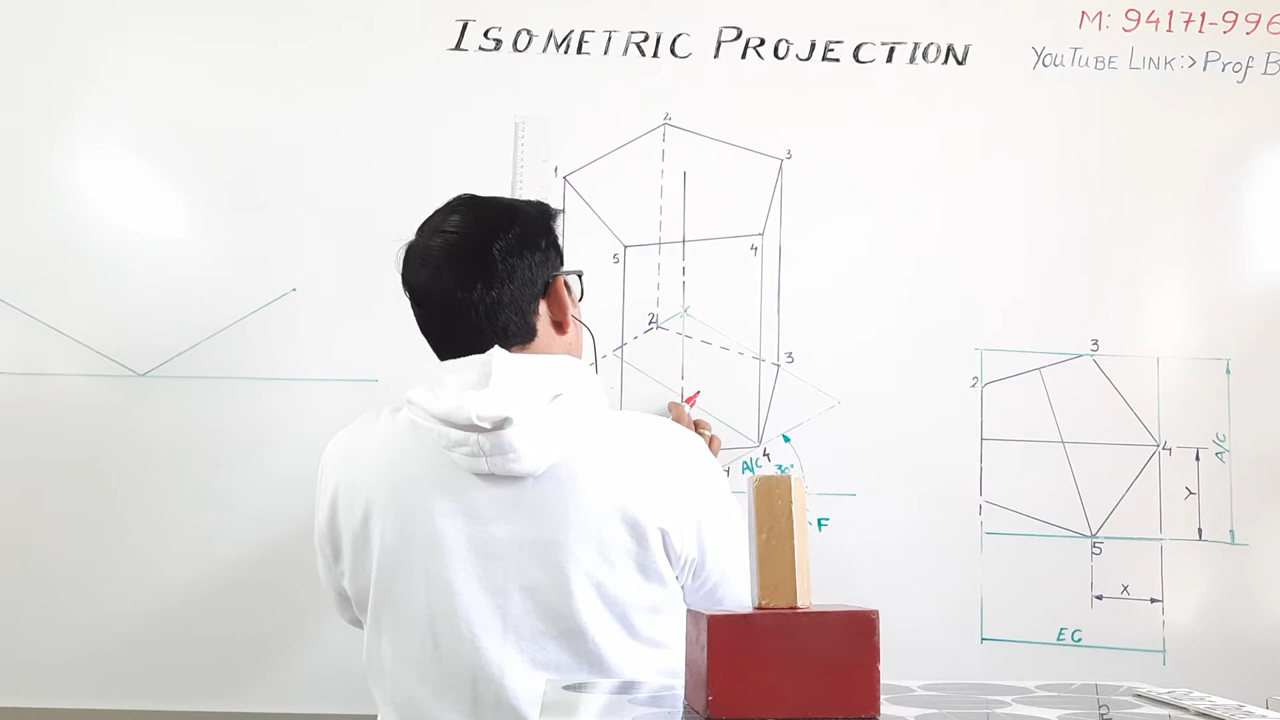 ISOMETRIC PROJECTION
M: 94171-996
YOUTUBE LINK:> Prof B
2
3
1
5
4
2
3
4
A/C
30°
F
3
2
4
A/C
Y
5
X